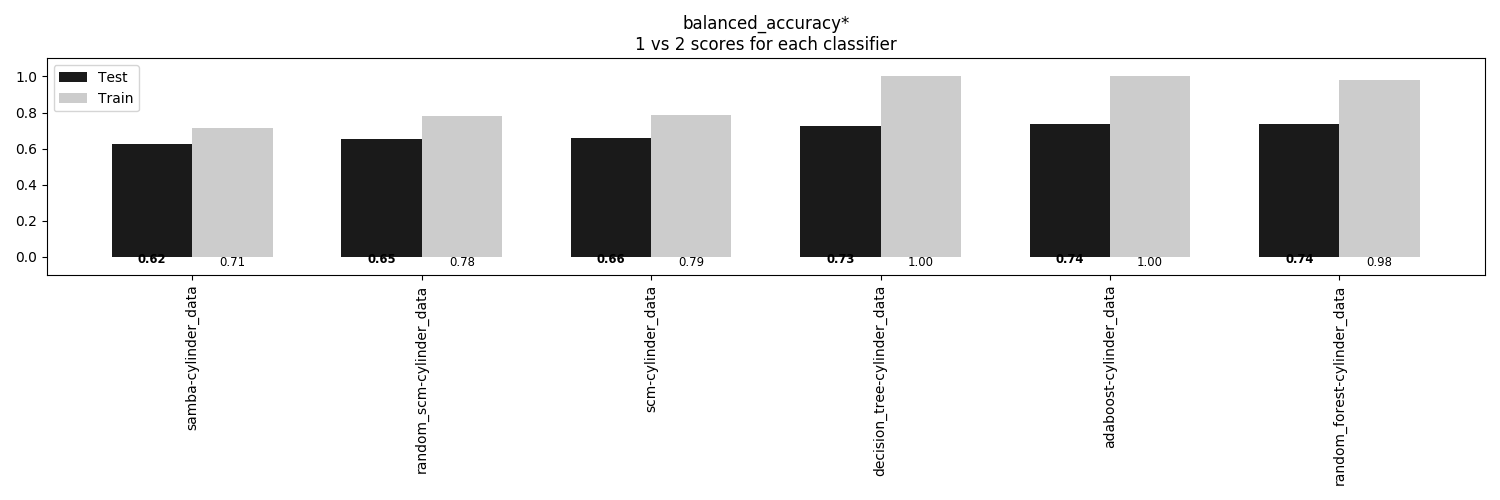 balanced_accuracy*
1 vs 2 scores for each classifier
Test
Train
1.0
0.8
0.6
0.4
0.2
0.0
0.62
0.71
0.65
0.78
0.66
0.79
0.73
1.00
0.74
1.00
0.74
0.98
samba-cylinder_data
random_scm-cylinder_data
scm-cylinder_data
decision_tree-cylinder_data
adaboost-cylinder_data
random_forest-cylinder_data